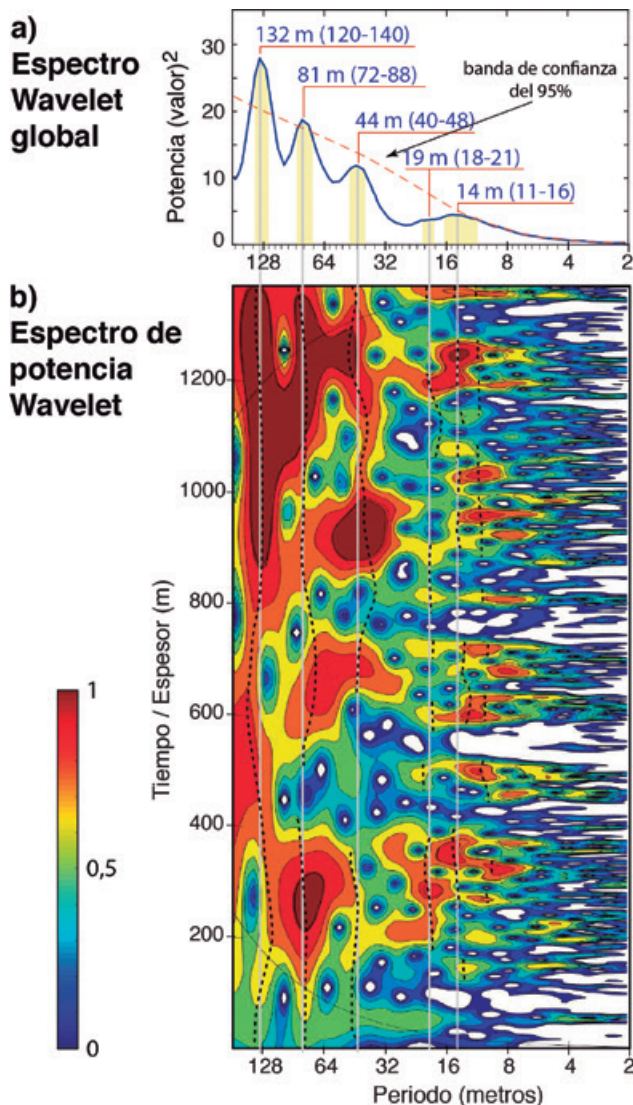 a)
Espectro
Wavelet
global
Potencia (valor)²
30
20
10
0
132 m (120-140)
81 m (72-88)
44 m (40-48)
19 m (18-21)
14 m (11-16)
banda de confianza
del 95%
128 64 32 16 8 4 2
b)
Espectro de
potencia
Wavelet
Tiempo / Espesor (m)
1200
1000
800
600
400
200
1
0,5
0
128 64 32 16 8 4 2
Periodo (metros)